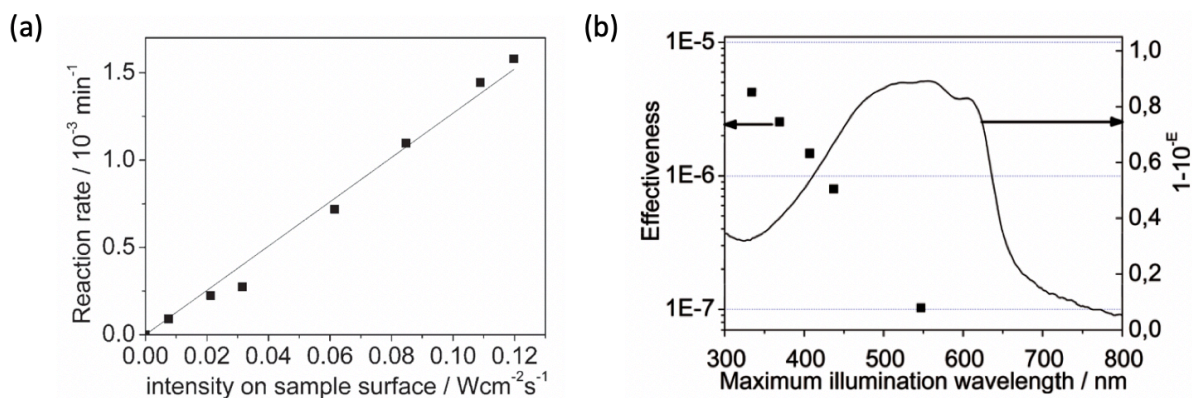 (a)
Reaction rate / 10⁻³ min⁻¹
1.5
1.0
0.5
0.0
0.00 0.02 0.04 0.06 0.08 0.10 0.12
intensity on sample surface / Wcm⁻²s⁻¹
(b)
Effectiveness
1E-5
1E-6
1E-7
300 400 500 600 700 800
Maximum illumination wavelength / nm
1,0
0,8
0,6
0,4
0,2
0,0
1-10⁻ᴱ